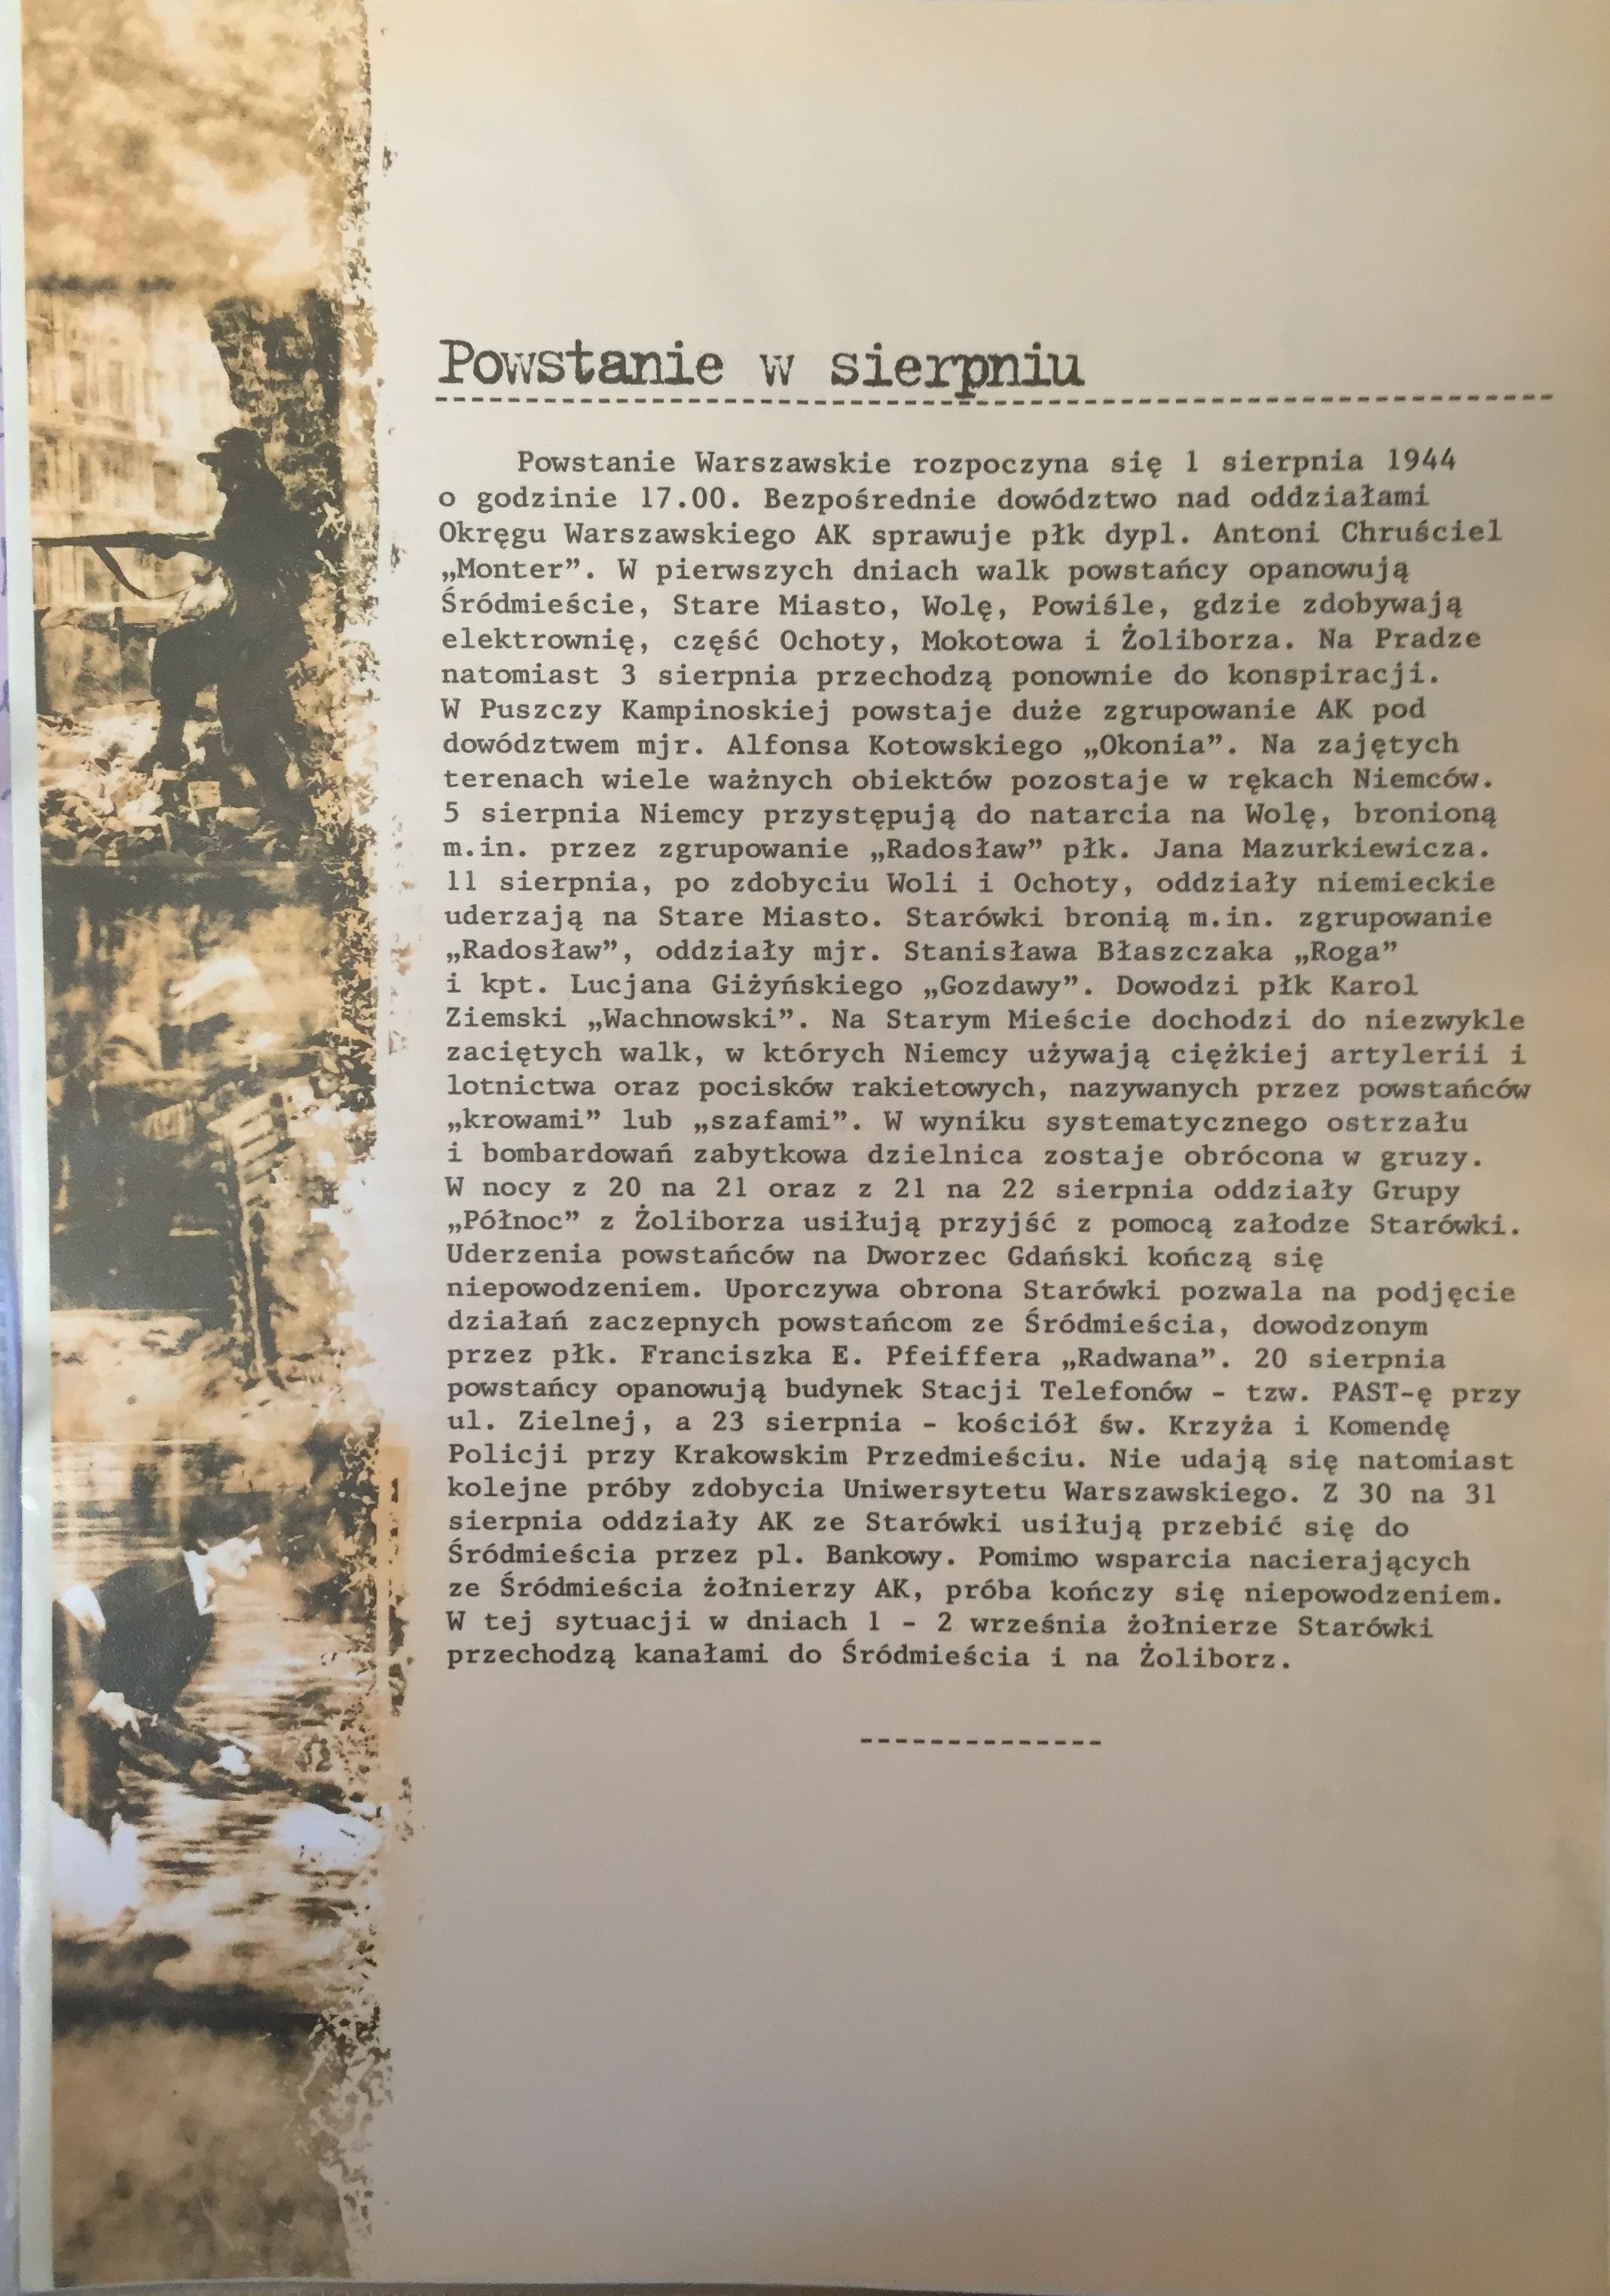 Powstanie w sierpniu
Powstanie Warszawskie rozpoczyna się 1 sierpnia 1944
o godzinie 17.00. Bezpośrednie dowództwo nad oddziałami
Okręgu Warszawskiego AK sprawuje płk dypl. Antoni Chruściel
„Monter”. W pierwszych dniach walk powstańcy opanowują
Śródmieście, Stare Miasto, Wolę, Powiśle, gdzie zdobywają
elektrownię, część Ochoty, Mokotowa i Żoliborza. Na Pradze
natomiast 3 sierpnia przechodzą ponownie do konspiracji.
W Puszczy Kampinoskiej powstaje duże zgrupowanie AK pod
dowództwem mjr. Alfonsa Kotowskiego „Okonia”. Na zajętych
terenach wiele ważnych obiektów pozostaje w rękach Niemców.
5 sierpnia Niemcy przystępują do natarcia na Wolę, bronioną
m.in. przez zgrupowanie „Radosław” płk. Jana Mazurkiewicza.
11 sierpnia, po zdobyciu Woli i Ochoty, oddziały niemieckie
uderzają na Stare Miasto. Starówki bronią m.in. zgrupowanie
„Radosław”, oddziały mjr. Stanisława Błaszczaka „Roga”
i kpt. Lucjana Giżyńskiego „Gozdawy”. Dowodzi płk Karol
Ziemski „Wachnowski”. Na Starym Mieście dochodzi do niezwykle
zaciętych walk, w których Niemcy używają ciężkiej artylerii i
lotnictwa oraz pocisków rakietowych, nazywanych przez powstańców
„krowami” lub „szafami”. W wyniku systematycznego ostrzału
i bombardowań zabytkowa dzielnica zostaje obrócona w gruzy.
W nocy z 20 na 21 oraz z 21 na 22 sierpnia oddziały Grupy
„Północ” z Żoliborza usiłują przyjść z pomocą załodze Starówki.
Uderzenia powstańców na Dworzec Gdański kończą się
niepowodzeniem. Uporczywa obrona Starówki pozwala na podjęcie
działań zaczepnych powstańcom ze Śródmieścia, dowodzonym
przez płk. Franciszka E. Pfeiffera „Radwana”. 20 sierpnia
powstańcy opanowują budynek Stacji Telefonów - tzw. PAST-ę przy
ul. Zielnej, a 23 sierpnia - kościół św. Krzyża i Komendę
Policji przy Krakowskim Przedmieściu. Nie udają się natomiast
kolejne próby zdobycia Uniwersytetu Warszawskiego. Z 30 na 31
sierpnia oddziały AK ze Starówki usiłują przebić się do
Śródmieścia przez pl. Bankowy. Pomimo wsparcia nacierających
ze Śródmieścia żołnierzy AK, próba kończy się niepowodzeniem.
W tej sytuacji w dniach 1 - 2 września żołnierze Starówki
przechodzą kanałami do Śródmieścia i na Żoliborz.